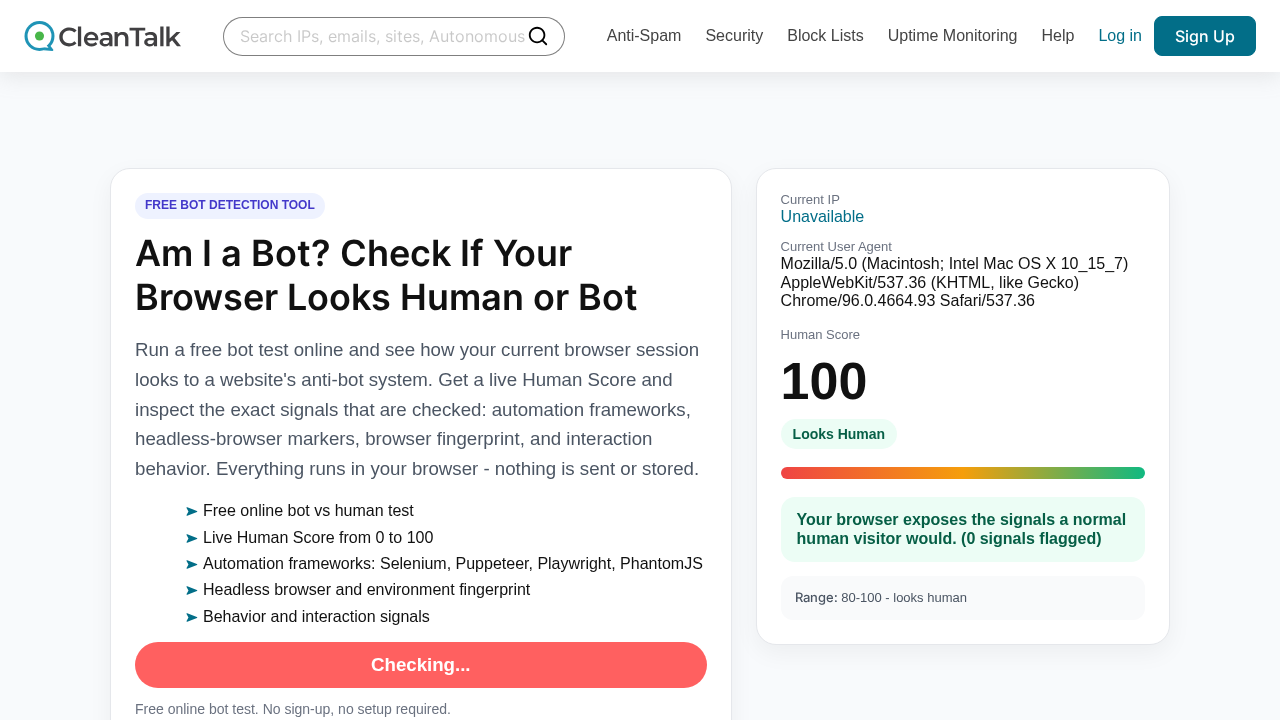 CleanTalk
Search IPs, emails, sites, Autonomous
Anti-Spam
Security
Block Lists
Uptime Monitoring
Help
Log in
Sign Up
FREE BOT DETECTION TOOL
Am I a Bot? Check If Your
Browser Looks Human or Bot
Run a free bot test online and see how your current browser session
looks to a website's anti-bot system. Get a live Human Score and
inspect the exact signals that are checked: automation frameworks,
headless-browser markers, browser fingerprint, and interaction
behavior. Everything runs in your browser - nothing is sent or stored.
Free online bot vs human test
Live Human Score from 0 to 100
Automation frameworks: Selenium, Puppeteer, Playwright, PhantomJS
Headless browser and environment fingerprint
Behavior and interaction signals
Checking...
Free online bot test. No sign-up, no setup required.
Current IP
Unavailable
Current User Agent
Mozilla/5.0 (Macintosh; Intel Mac OS X 10_15_7)
AppleWebKit/537.36 (KHTML, like Gecko)
Chrome/96.0.4664.93 Safari/537.36
Human Score
100
Looks Human
Your browser exposes the signals a normal
human visitor would. (0 signals flagged)
Range: 80-100 - looks human